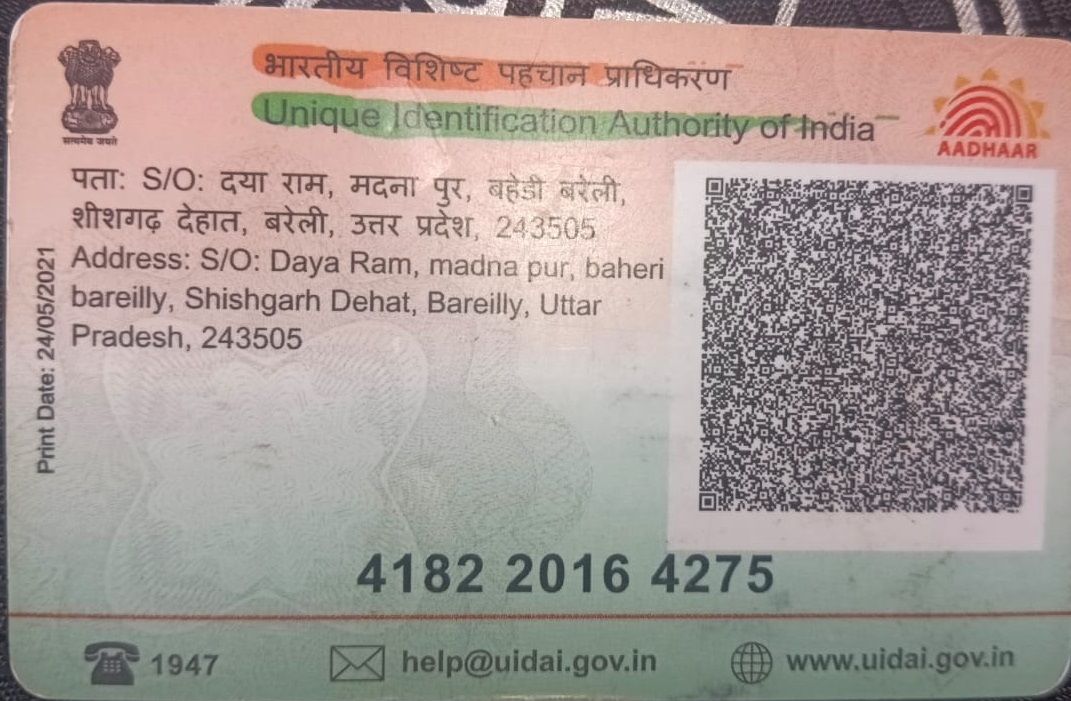 भारतीय विशिष्ट पहचान प्राधिकरण
Unique Identification Authority of India
सत्यमेव जयते
AADHAAR
पता: S/O: दया राम, मदना पुर, बहेडी बरेली,
शीशगढ़ देहात, बरेली, उत्तर प्रदेश, 243505
Address: S/O: Daya Ram, madna pur, baheri
bareilly, Shishgarh Dehat, Bareilly, Uttar
Pradesh, 243505
Print Date: 24/05/2021
4182 2016 4275
1947
help@uidai.gov.in
www.uidai.gov.in